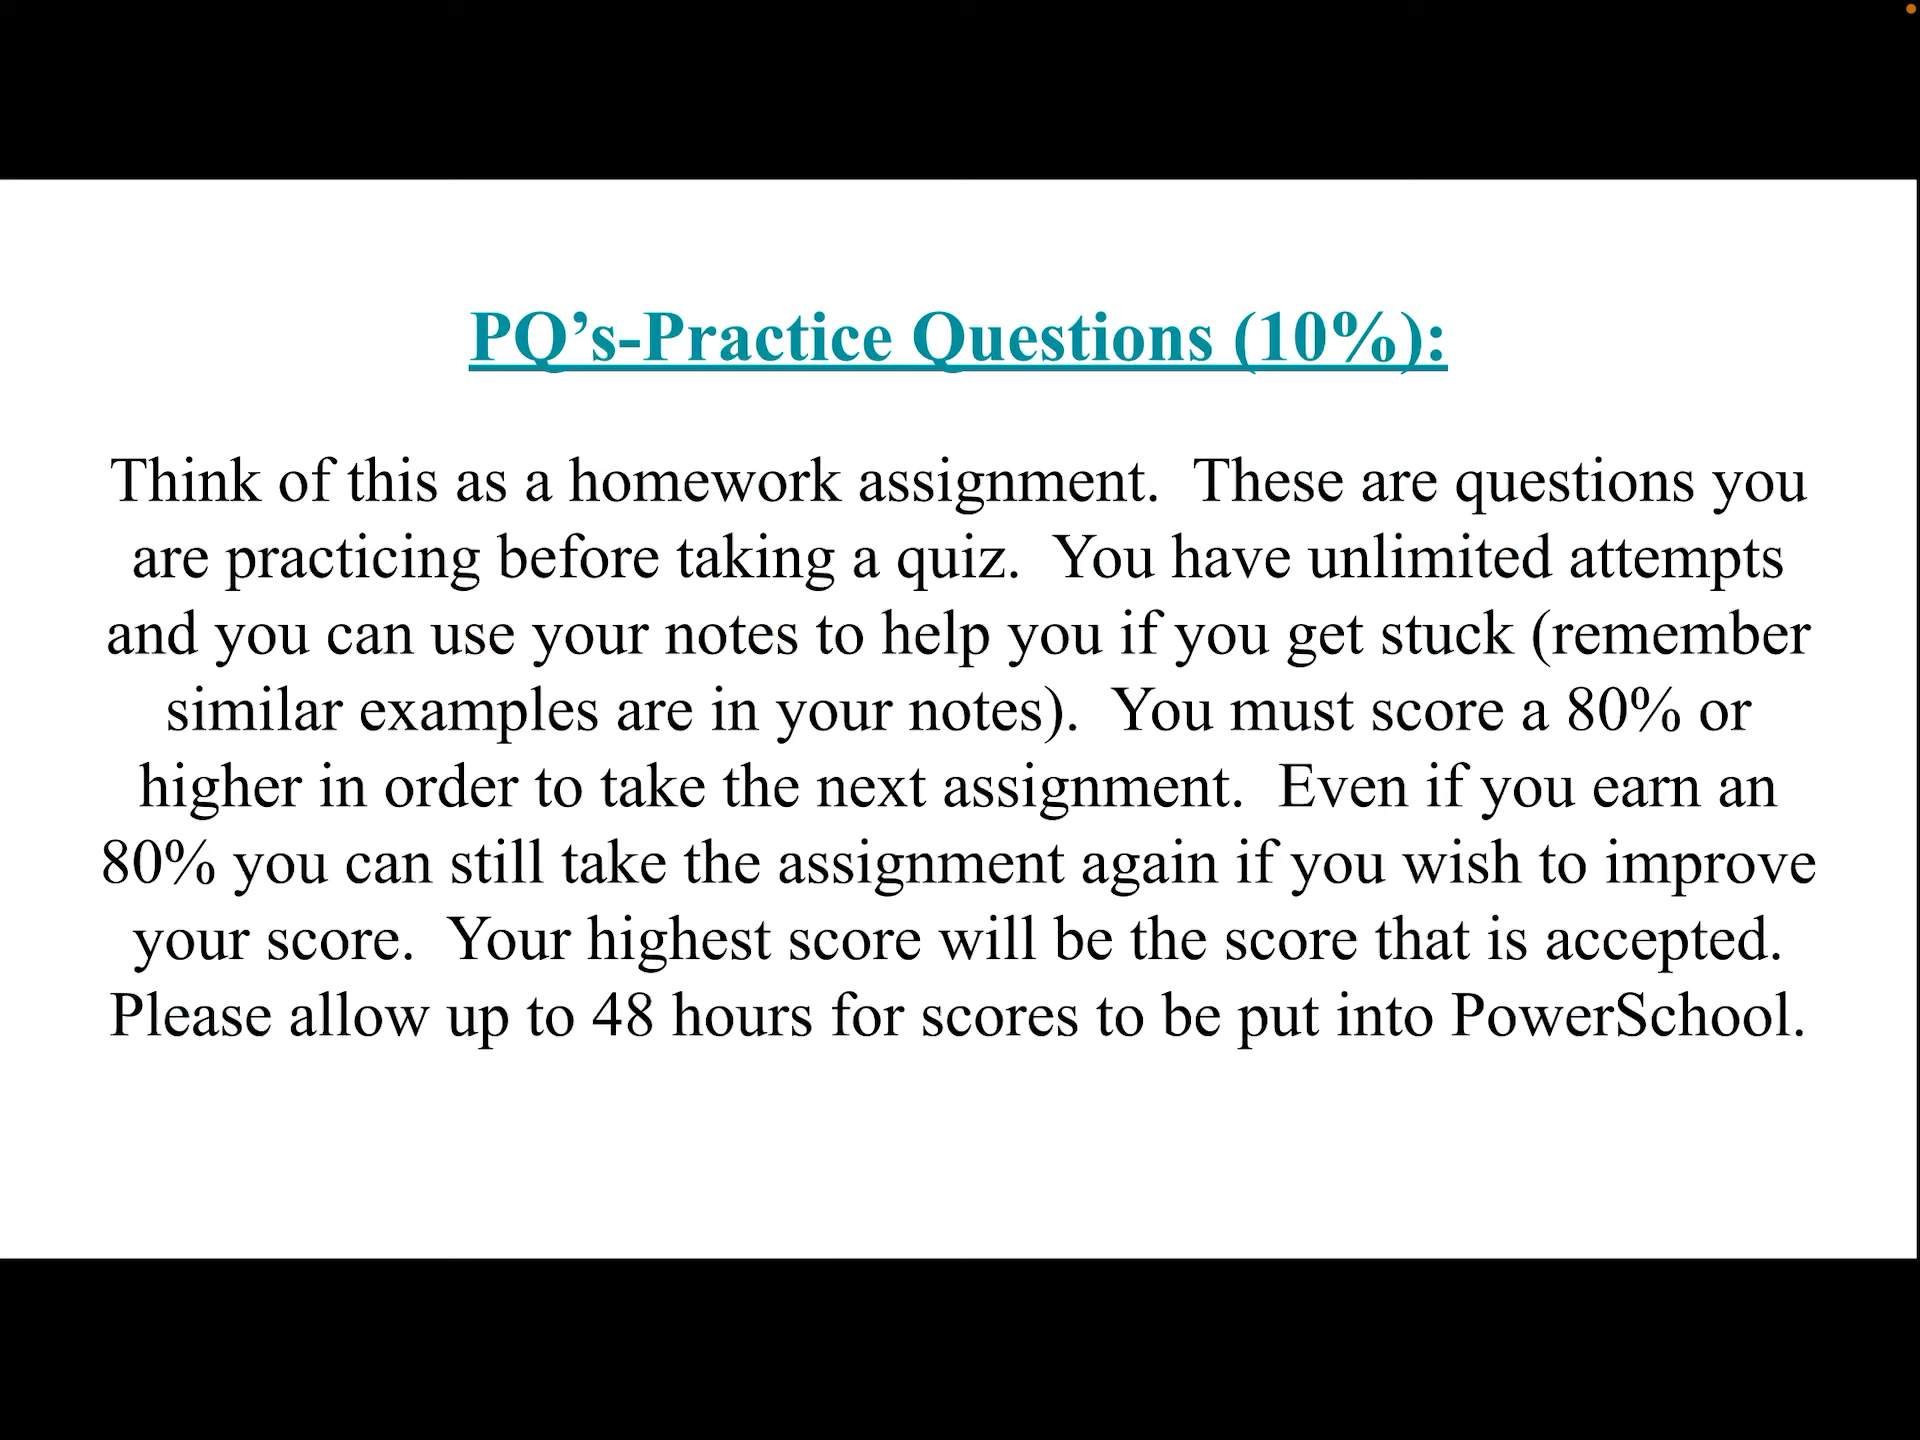 PQ’s-Practice Questions (10%):
Think of this as a homework assignment.  These are questions you
are practicing before taking a quiz.  You have unlimited attempts
and you can use your notes to help you if you get stuck (remember
similar examples are in your notes).  You must score a 80% or
higher in order to take the next assignment.  Even if you earn an
80% you can still take the assignment again if you wish to improve
your score.  Your highest score will be the score that is accepted.
Please allow up to 48 hours for scores to be put into PowerSchool.